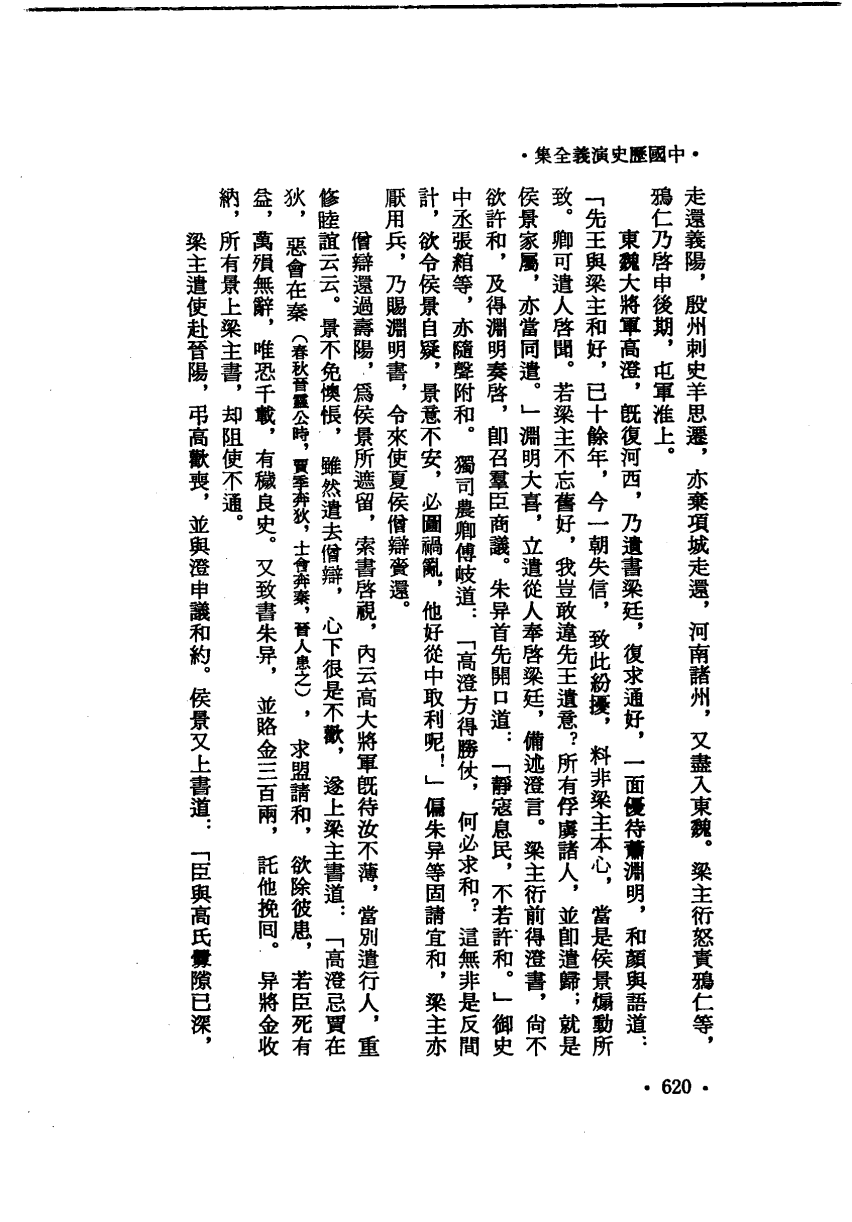 •中國歷史演義全集•
走還義陽，殷州刺史羊思遷，亦棄項城走還，河南諸州，又盡入東魏。梁主衍怒責鴉仁等，
鴉仁乃啓申後期，屯軍淮上。
東魏大將軍高澄，既復河西，乃遣書梁廷，復求通好，一面優待蕭淵明，和顏與語道：
「先王與梁主和好，已十餘年，今一朝失信，致此紛擾，料非梁主本心，當是侯景煽動所
致。卿可遣人啓聞。若梁主不忘舊好，我豈敢違先王遺意？所有俘虜諸人，並卽遣歸；就是
侯景家屬，亦當同遣。」淵明大喜，立遣從人奉啓梁廷，備述澄言。梁主衍前得澄書，尙不
欲許和，及得淵明奏啓，卽召羣臣商議。朱异首先開口道：「靜寇息民，不若許和。」御史
中丞張綰等，亦隨聲附和。獨司農卿傅岐道：「高澄方得勝仗，何必求和？這無非是反間
計，欲令侯景自疑，景意不安，必圖禍亂，他好從中取利呢！」偏朱异等固請宜和，梁主亦
厭用兵，乃賜淵明書，令來使夏侯僧辯賫還。
僧辯還過壽陽，爲侯景所遮留，索書啓視，內云高大將軍既待汝不薄，當別遣行人，重
修睦誼云云。景不免懊悵，雖然遣去僧辯，心下很是不歡，遂上梁主書道：「高澄忌賈在
狄，惡會在秦（春秋晉靈公時，賈季奔狄，士會奔秦，晉人患之），求盟請和，欲除彼患，若臣死有
益，萬殞無辭，唯恐千載，有穢良史。又致書朱异，並賂金三百兩，託他挽回。异將金收
納，所有景上梁主書，却阻使不通。
梁主遣使赴晉陽，弔高歡喪，並與澄申議和約。侯景又上書道：「臣與高氏釁隙已深，
•620•